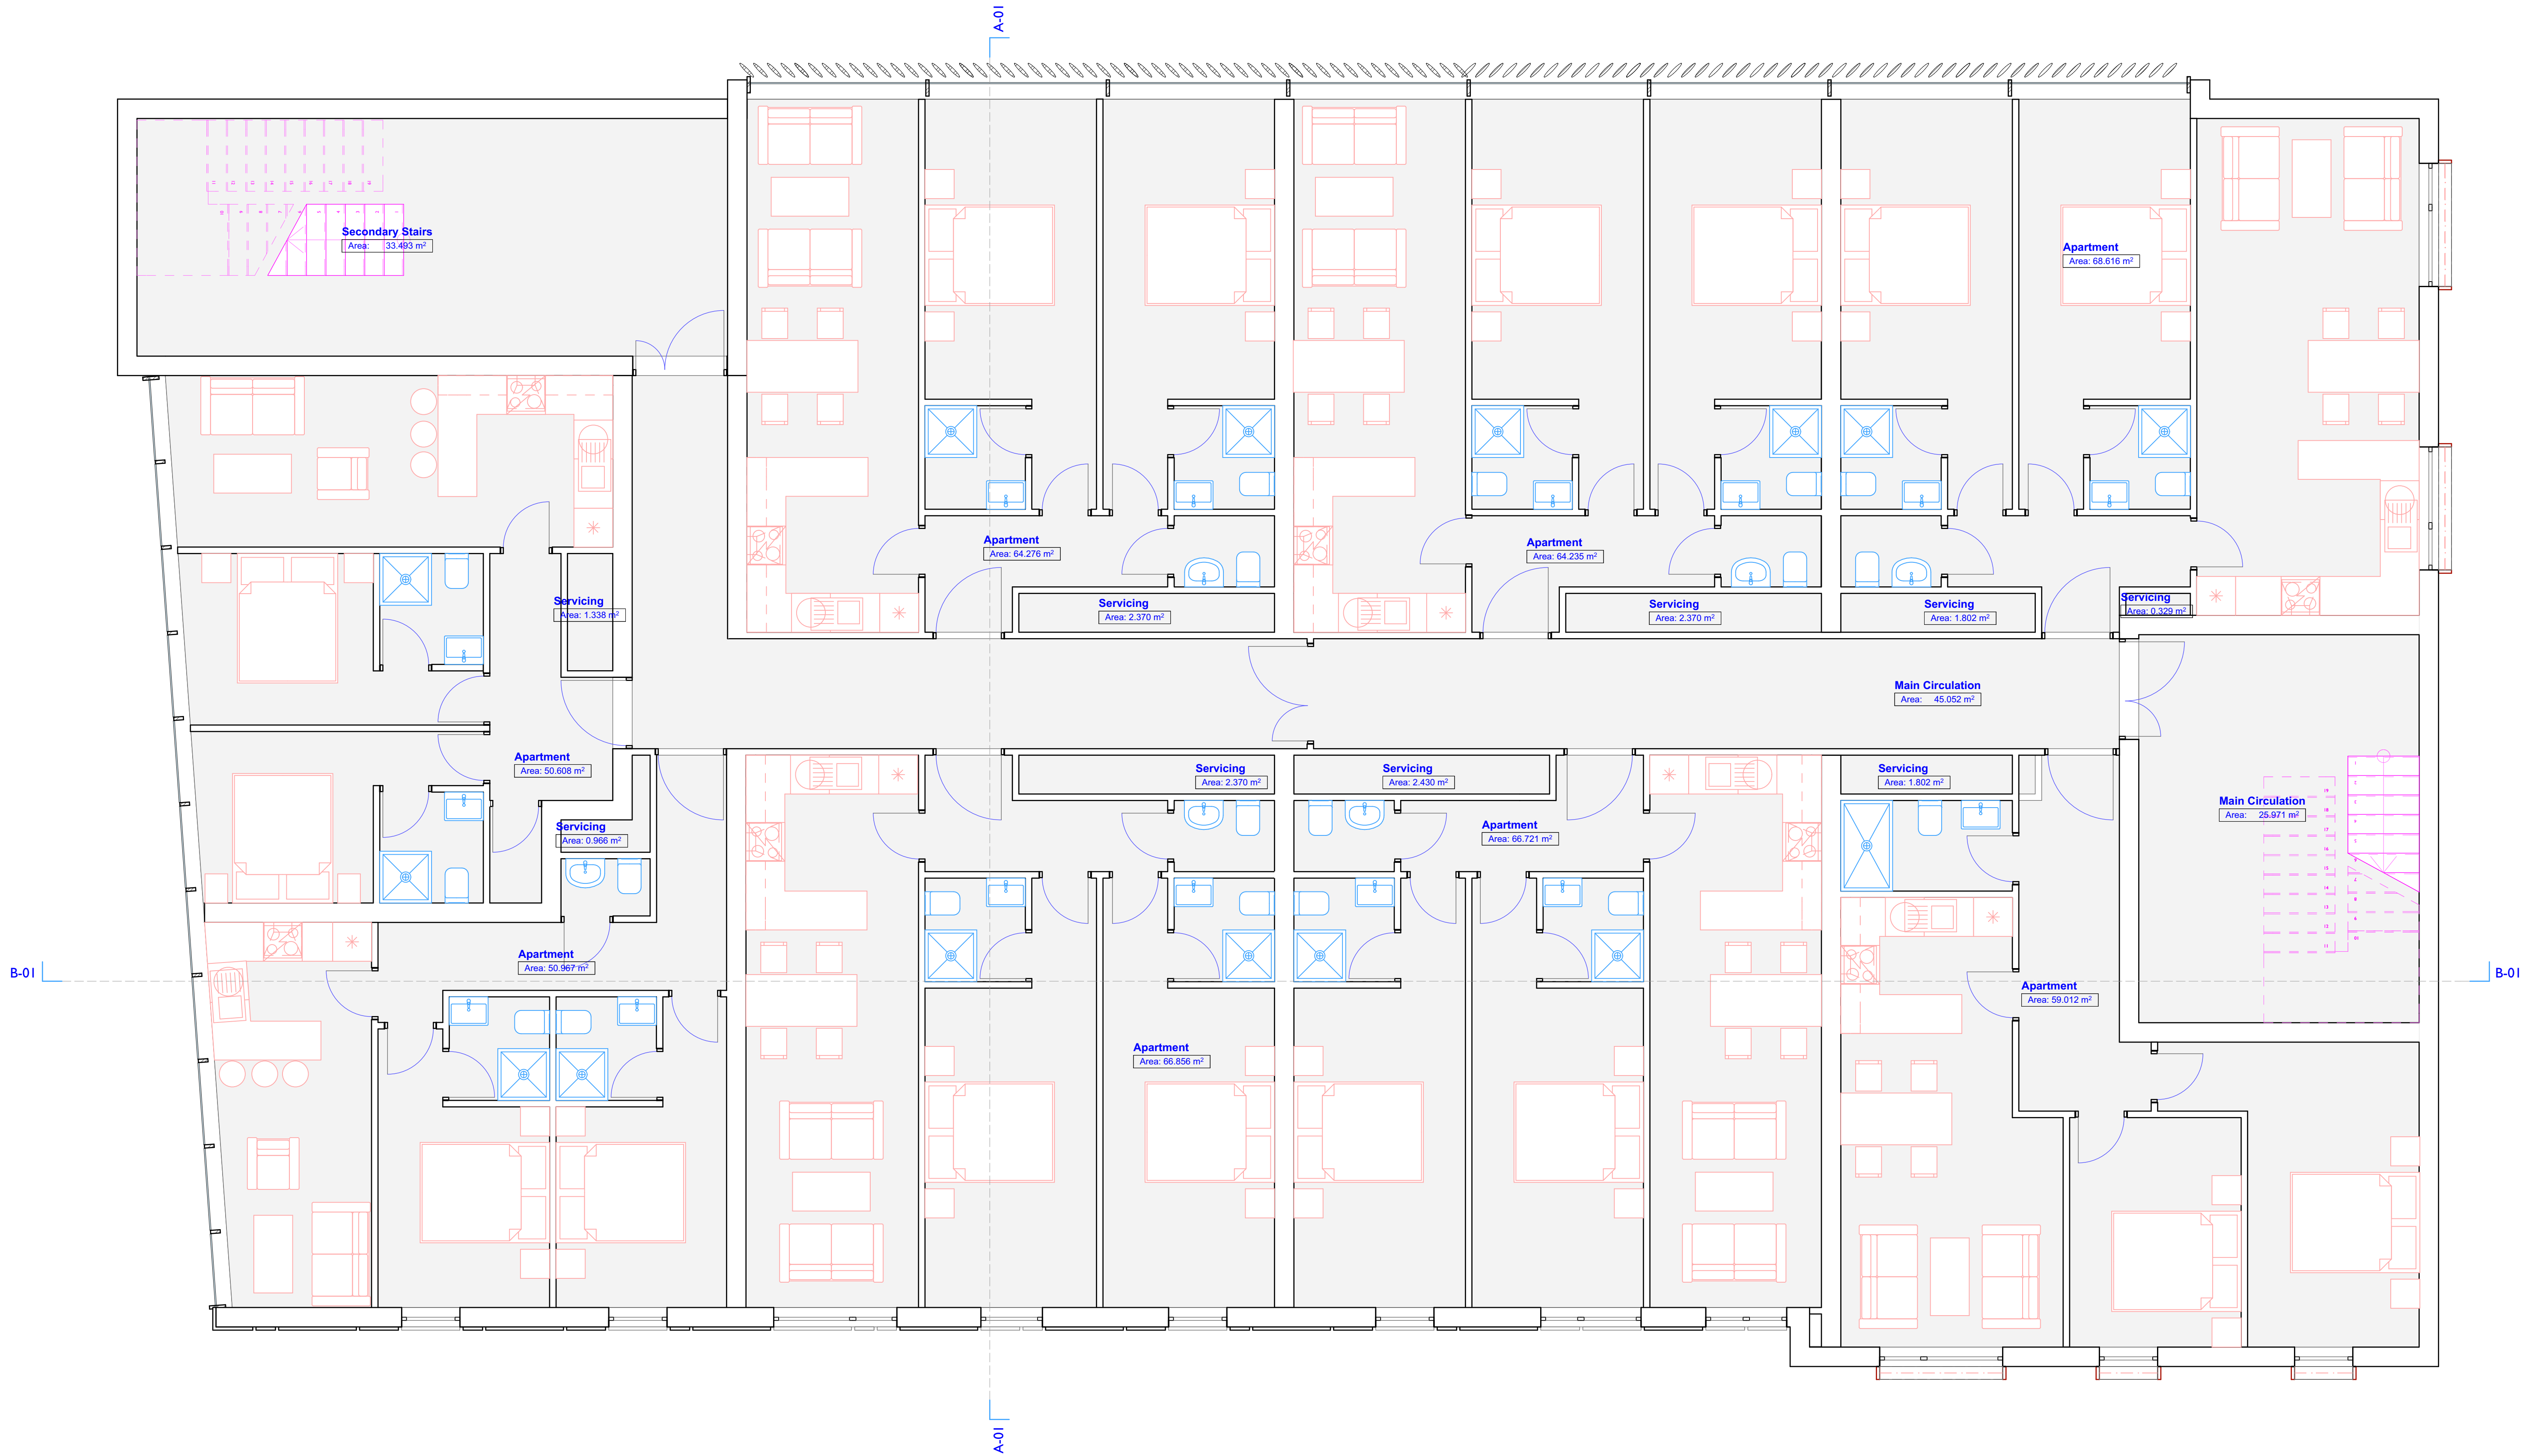 A-01
Secondary Stairs
Area: 33.493 m²
Apartment
Area: 68.616 m²
Apartment
Area: 64.276 m²
Apartment
Area: 64.235 m²
Servicing
Area: 1.338 m²
Servicing
Area: 2.370 m²
Servicing
Area: 2.370 m²
Servicing
Area: 1.802 m²
Servicing
Area: 0.329 m²
Main Circulation
Area: 45.052 m²
Apartment
Area: 50.608 m²
Servicing
Area: 2.370 m²
Servicing
Area: 2.430 m²
Servicing
Area: 1.802 m²
Main Circulation
Area: 25.971 m²
Servicing
Area: 0.966 m²
Apartment
Area: 66.721 m²
Apartment
Area: 50.967 m²
B-01
B-01
Apartment
Area: 59.012 m²
Apartment
Area: 66.856 m²
A-01